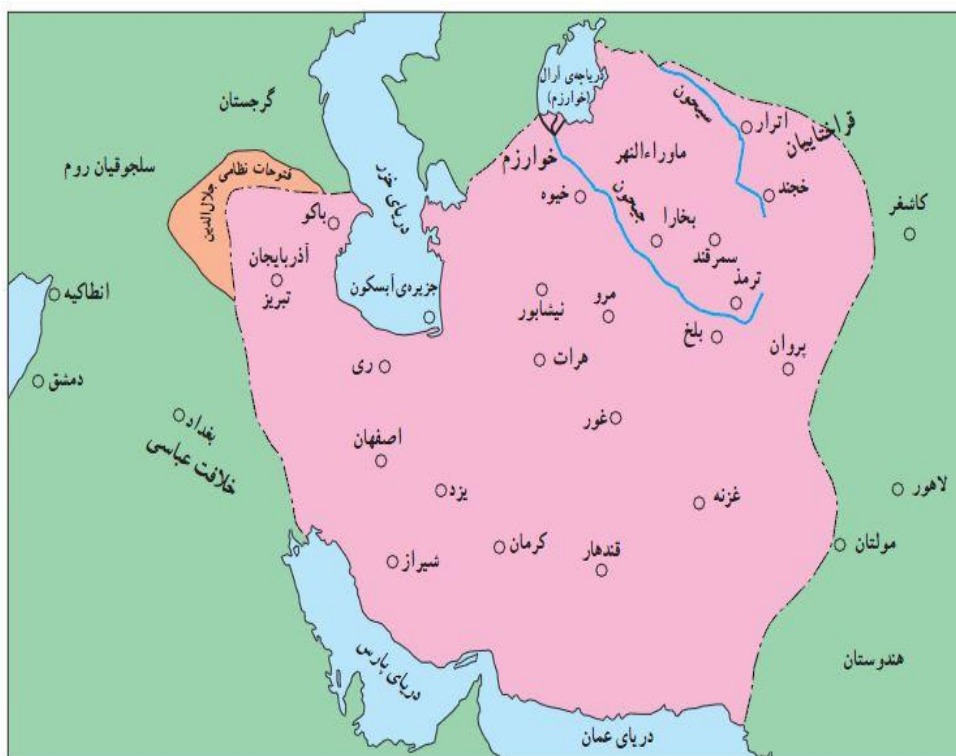 دریاچه‌ی آرال
(خوارزم)
گرجستان
سیحون
اترار
قراختاییان
ماوراءالنهر
خوارزم
سلجوقیان روم
فتوحات نظامی جلال‌الدین
دریای خزر
خیوه
جیحون
خجند
کاشغر
باکو
بخارا
سمرقند
آذربایجان
تبریز
انطاکیه
جزیره‌ی آبسکون
نیشابور
مرو
ترمذ
بلخ
پروان
ری
هرات
دمشق
بغداد
خلافت عباسی
غور
اصفهان
یزد
غزنه
لاهور
مولتان
شیراز
کرمان
قندهار
هندوستان
دریای پارس
دریای عمان